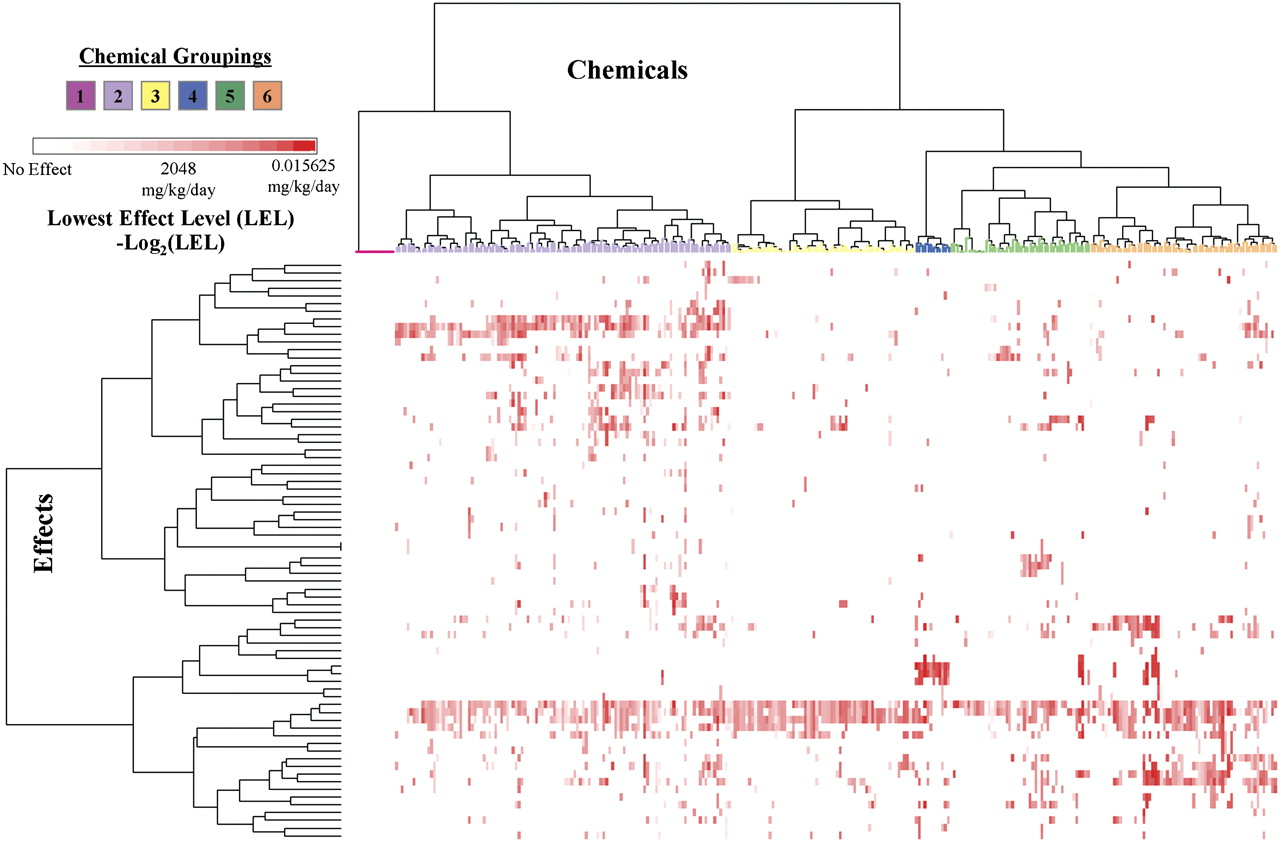 Chemical Groupings
1 2 3 4 5 6
No Effect 2048 mg/kg/day 0.015625 mg/kg/day
Lowest Effect Level (LEL)
-Log₂(LEL)
Chemicals
Effects